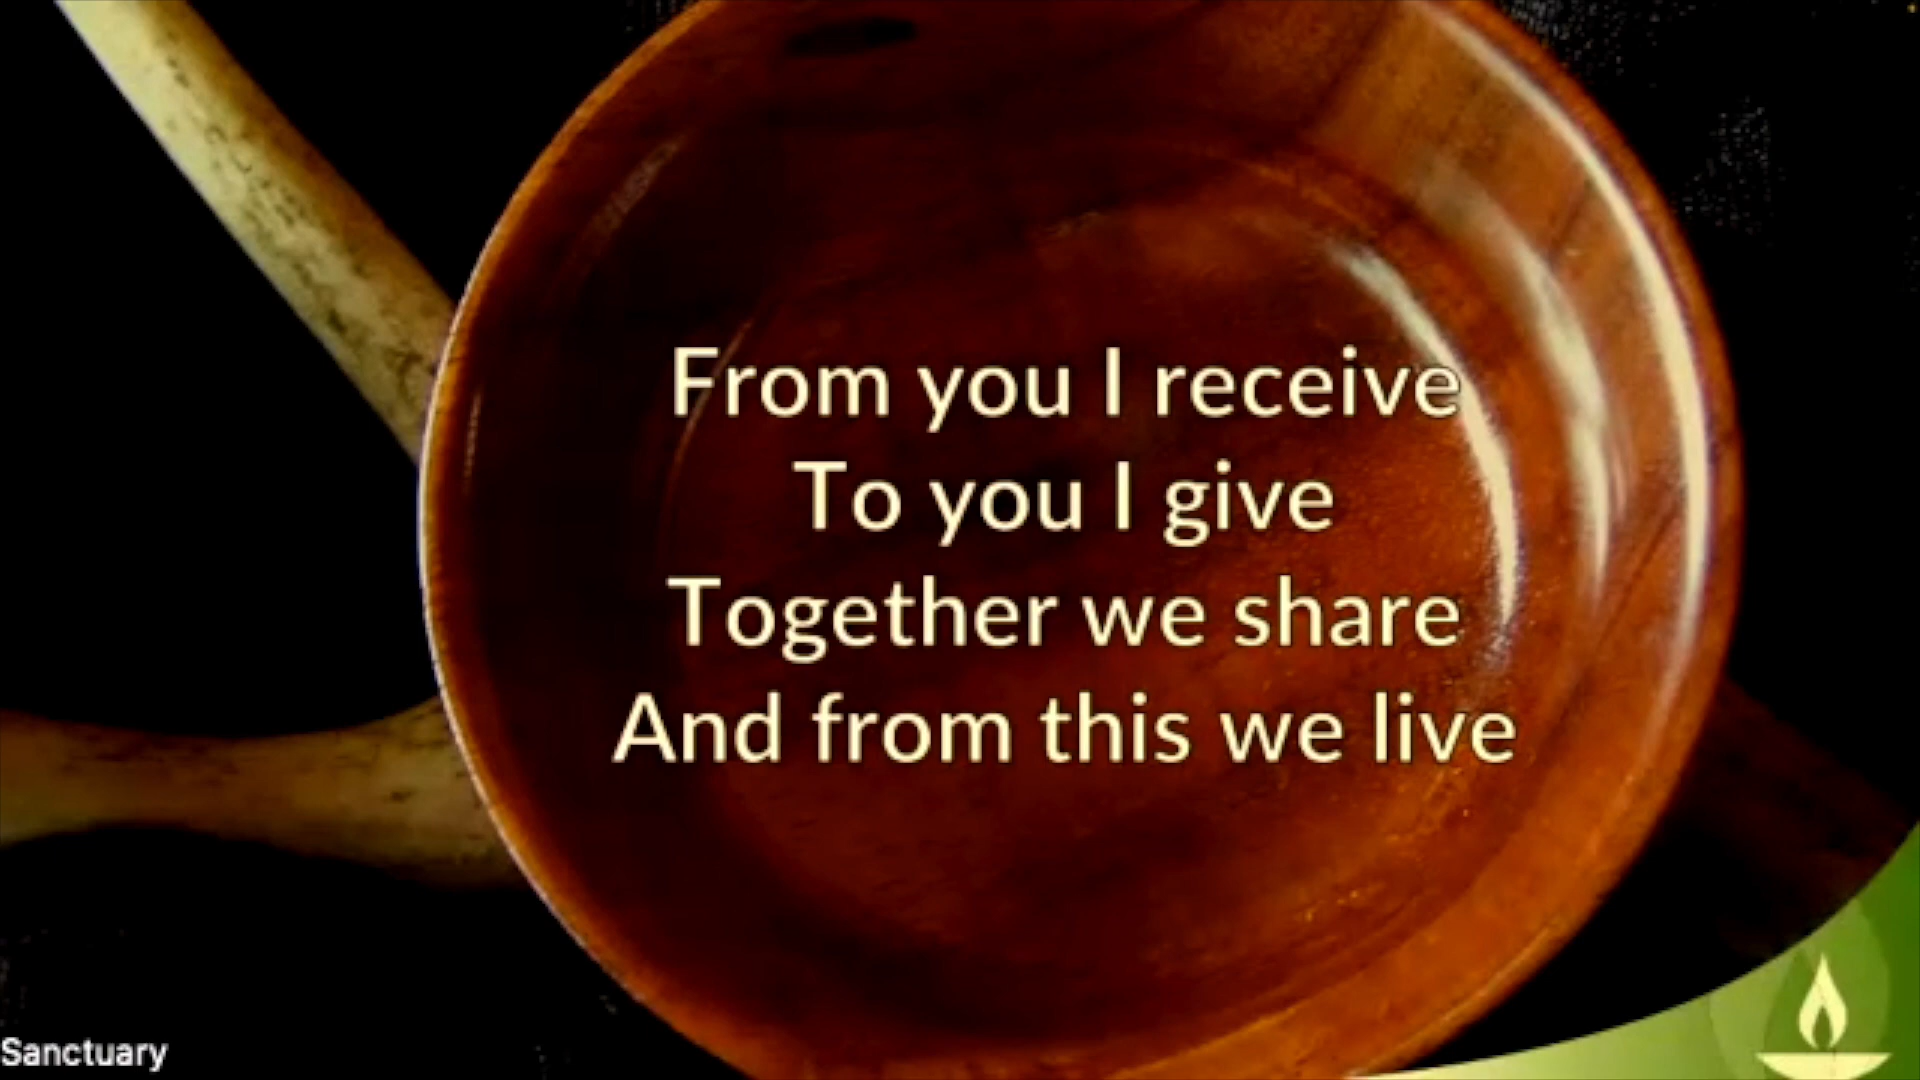 From you I receive
To you I give
Together we share
And from this we live
Sanctuary